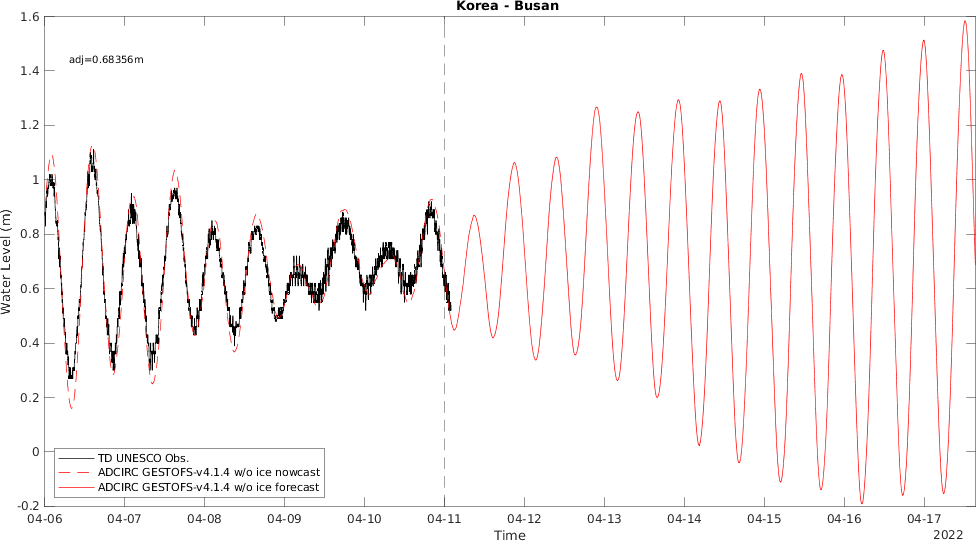 Korea - Busan
adj=0.68356m
1.6
1.4
1.2
1
0.8
0.6
0.4
0.2
0
-0.2
Water Level (m)
TD UNESCO Obs.
ADCIRC GESTOFS-v4.1.4 w/o ice nowcast
ADCIRC GESTOFS-v4.1.4 w/o ice forecast
04-06 04-07 04-08 04-09 04-10 04-11 04-12 04-13 04-14 04-15 04-16 04-17
Time
2022